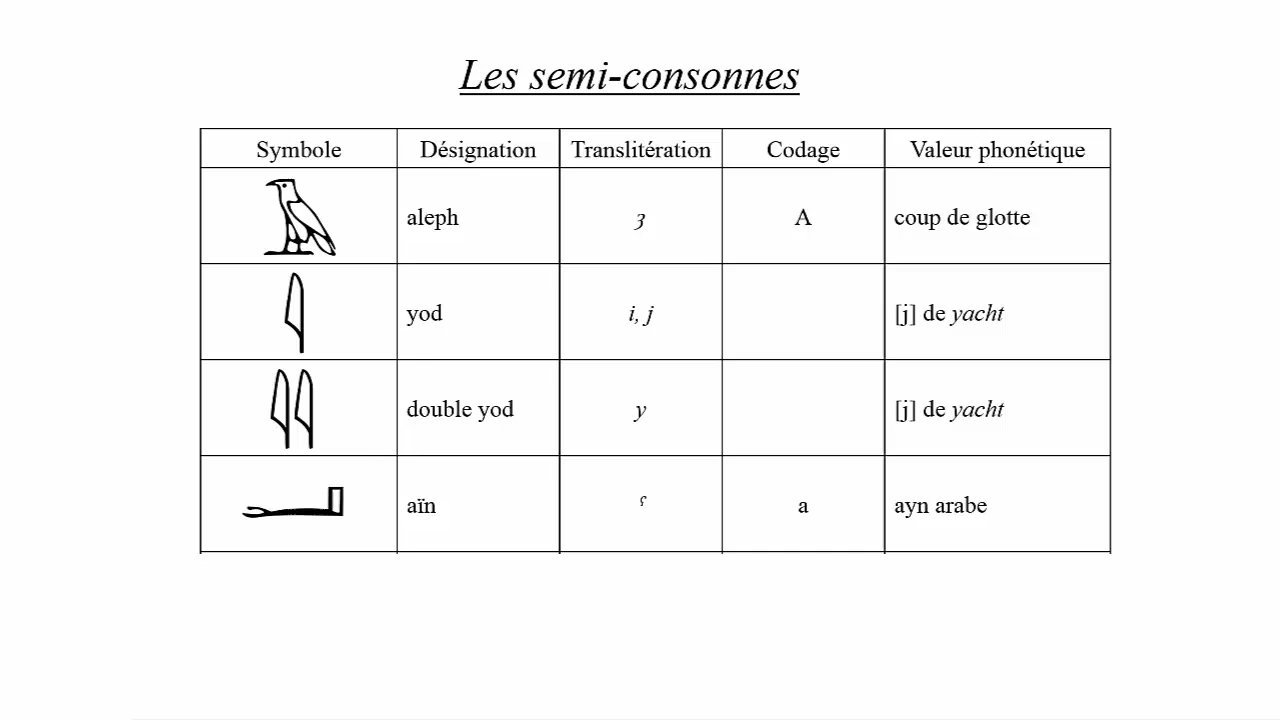 Les semi-consonnes
Symbole Désignation Translitération Codage Valeur phonétique
𓄿 aleph ꜣ A coup de glotte
𓇋 yod i, j [j] de yacht
𓇌 double yod y [j] de yacht
𓂝 aïn ꜥ a ayn arabe